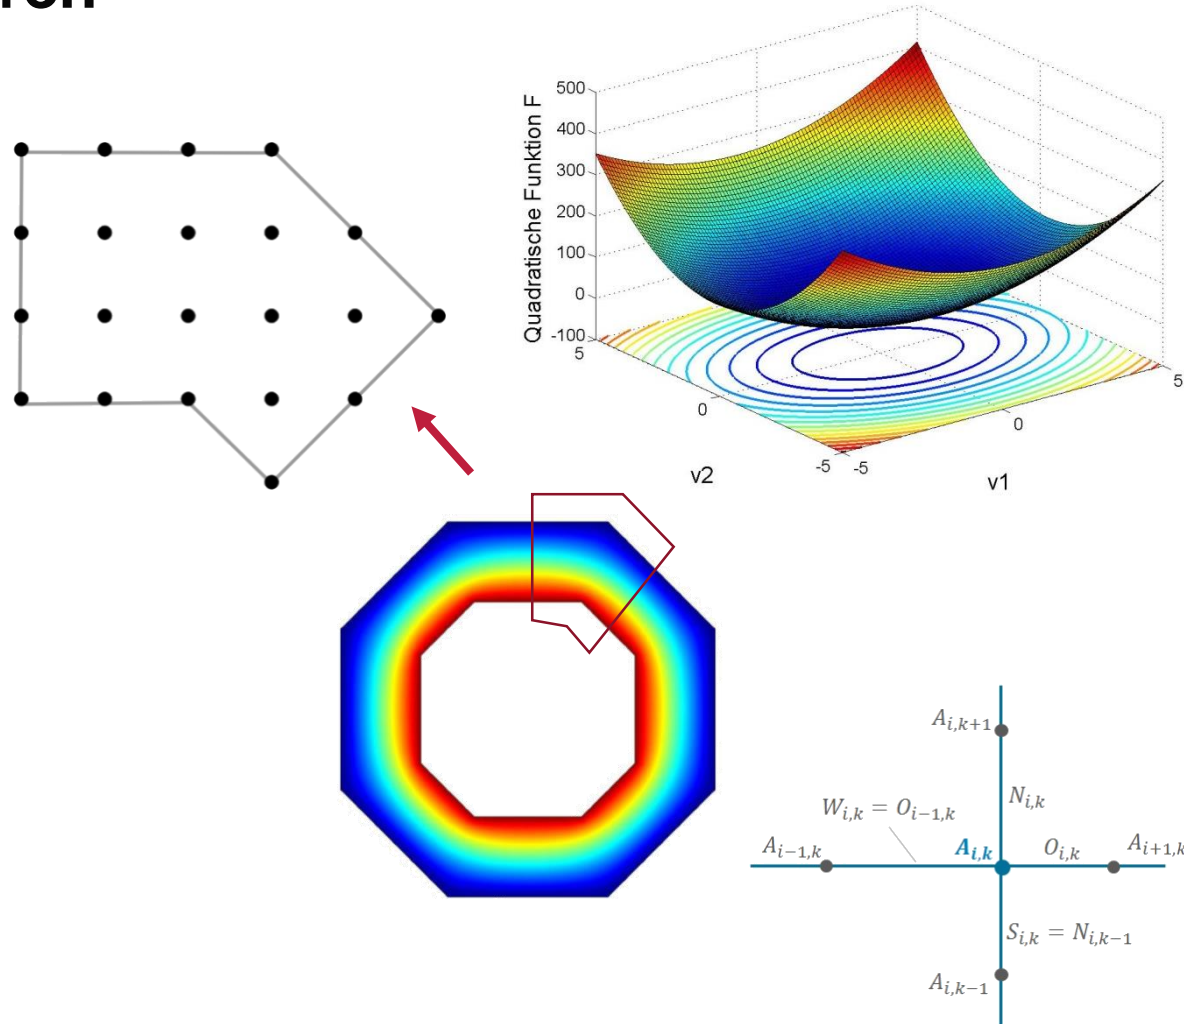 500
400
300
200
100
0
-100
Quadratische Funktion F
5
0
-5
v2
-5
0
5
v1
A_{i,k+1}
N_{i,k}
W_{i,k} = O_{i-1,k}
A_{i-1,k}
A_{i,k}
O_{i,k}
A_{i+1,k}
S_{i,k} = N_{i,k-1}
A_{i,k-1}